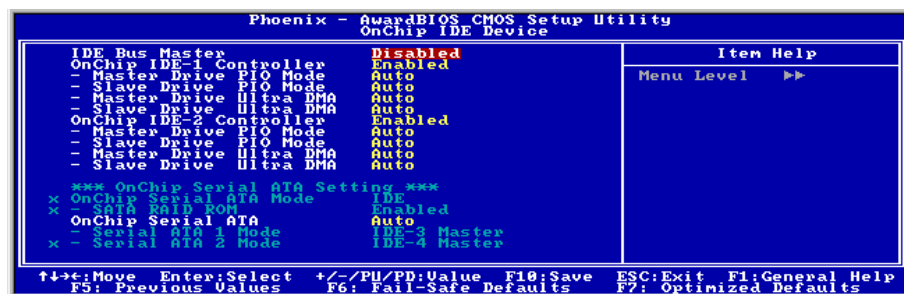 Phoenix - AwardBIOS CMOS Setup Utility
OnChip IDE Device
IDE Bus Master Disabled
OnChip IDE-1 Controller Enabled
- Master Drive PIO Mode Auto
- Slave Drive PIO Mode Auto
- Master Drive Ultra DMA Auto
- Slave Drive Ultra DMA Auto
OnChip IDE-2 Controller Enabled
- Master Drive PIO Mode Auto
- Slave Drive PIO Mode Auto
- Master Drive Ultra DMA Auto
- Slave Drive Ultra DMA Auto
*** OnChip Serial ATA Setting ***
x OnChip Serial ATA Mode IDE
x - SATA RAID ROM Enabled
OnChip Serial ATA Auto
- Serial ATA 1 Mode IDE-3 Master
x - Serial ATA 2 Mode IDE-4 Master
Item Help
Menu Level ►►
↑↓→←:Move Enter:Select +/-/PU/PD:Value F10:Save ESC:Exit F1:General Help
F5: Previous Values F6: Fail-Safe Defaults F7: Optimized Defaults